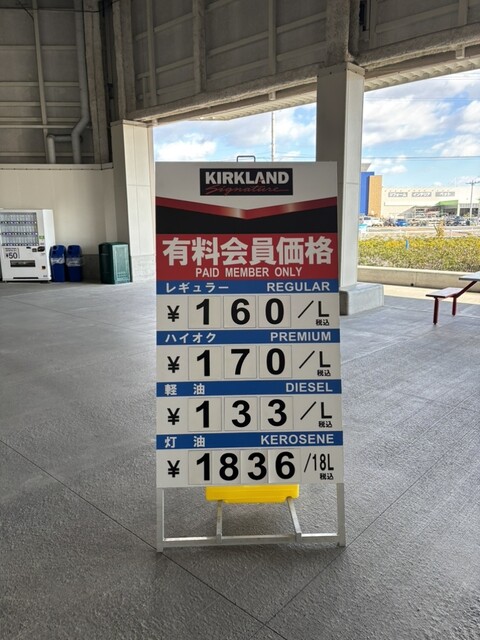 KIRKLAND
Signature
有料会員価格
PAID MEMBER ONLY
レギュラー REGULAR
¥ 160 /L 税込
ハイオク PREMIUM
¥ 170 /L 税込
軽油 DIESEL
¥ 133 /L 税込
灯油 KEROSENE
¥ 1836 /18L 税込
¥50